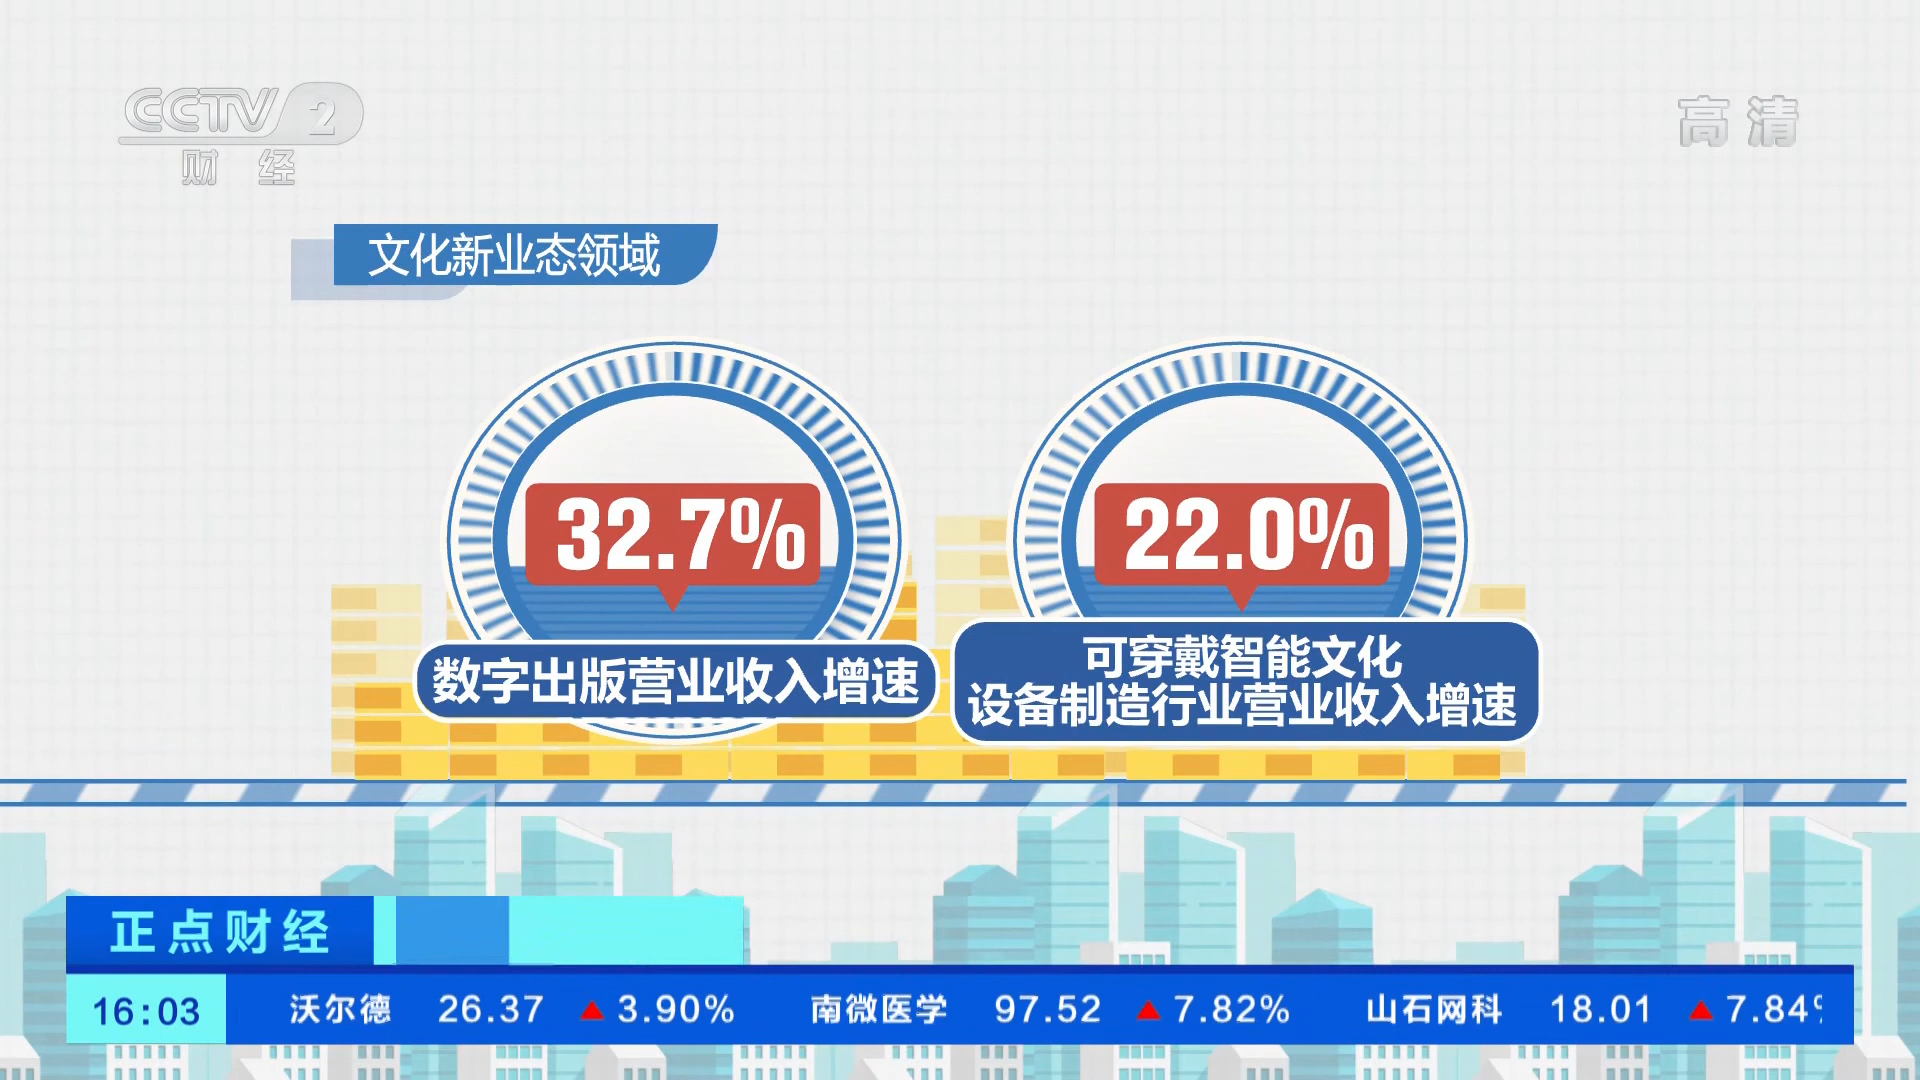 CCTV 2
财 经
高 清
文化新业态领域
32.7%
22.0%
数字出版营业收入增速
可穿戴智能文化
设备制造行业营业收入增速
正点财经
16:03 沃尔德 26.37 ▲ 3.90% 南微医学 97.52 ▲ 7.82% 山石网科 18.01 ▲ 7.84